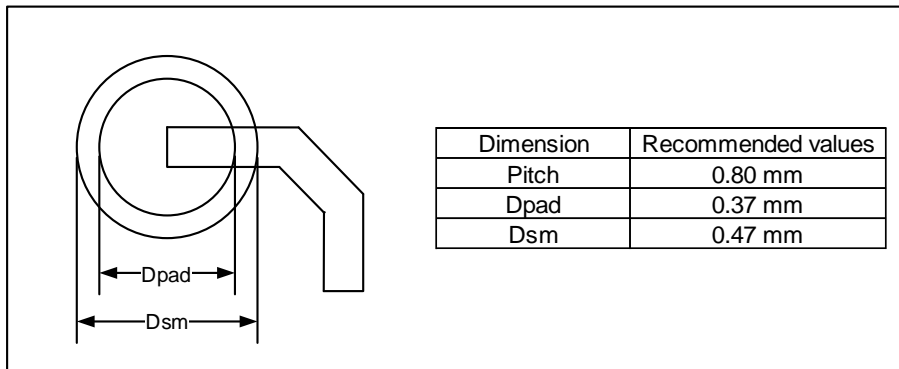 Dimension Recommended values
Pitch 0.80 mm
Dpad 0.37 mm
Dsm 0.47 mm
Dpad
Dsm